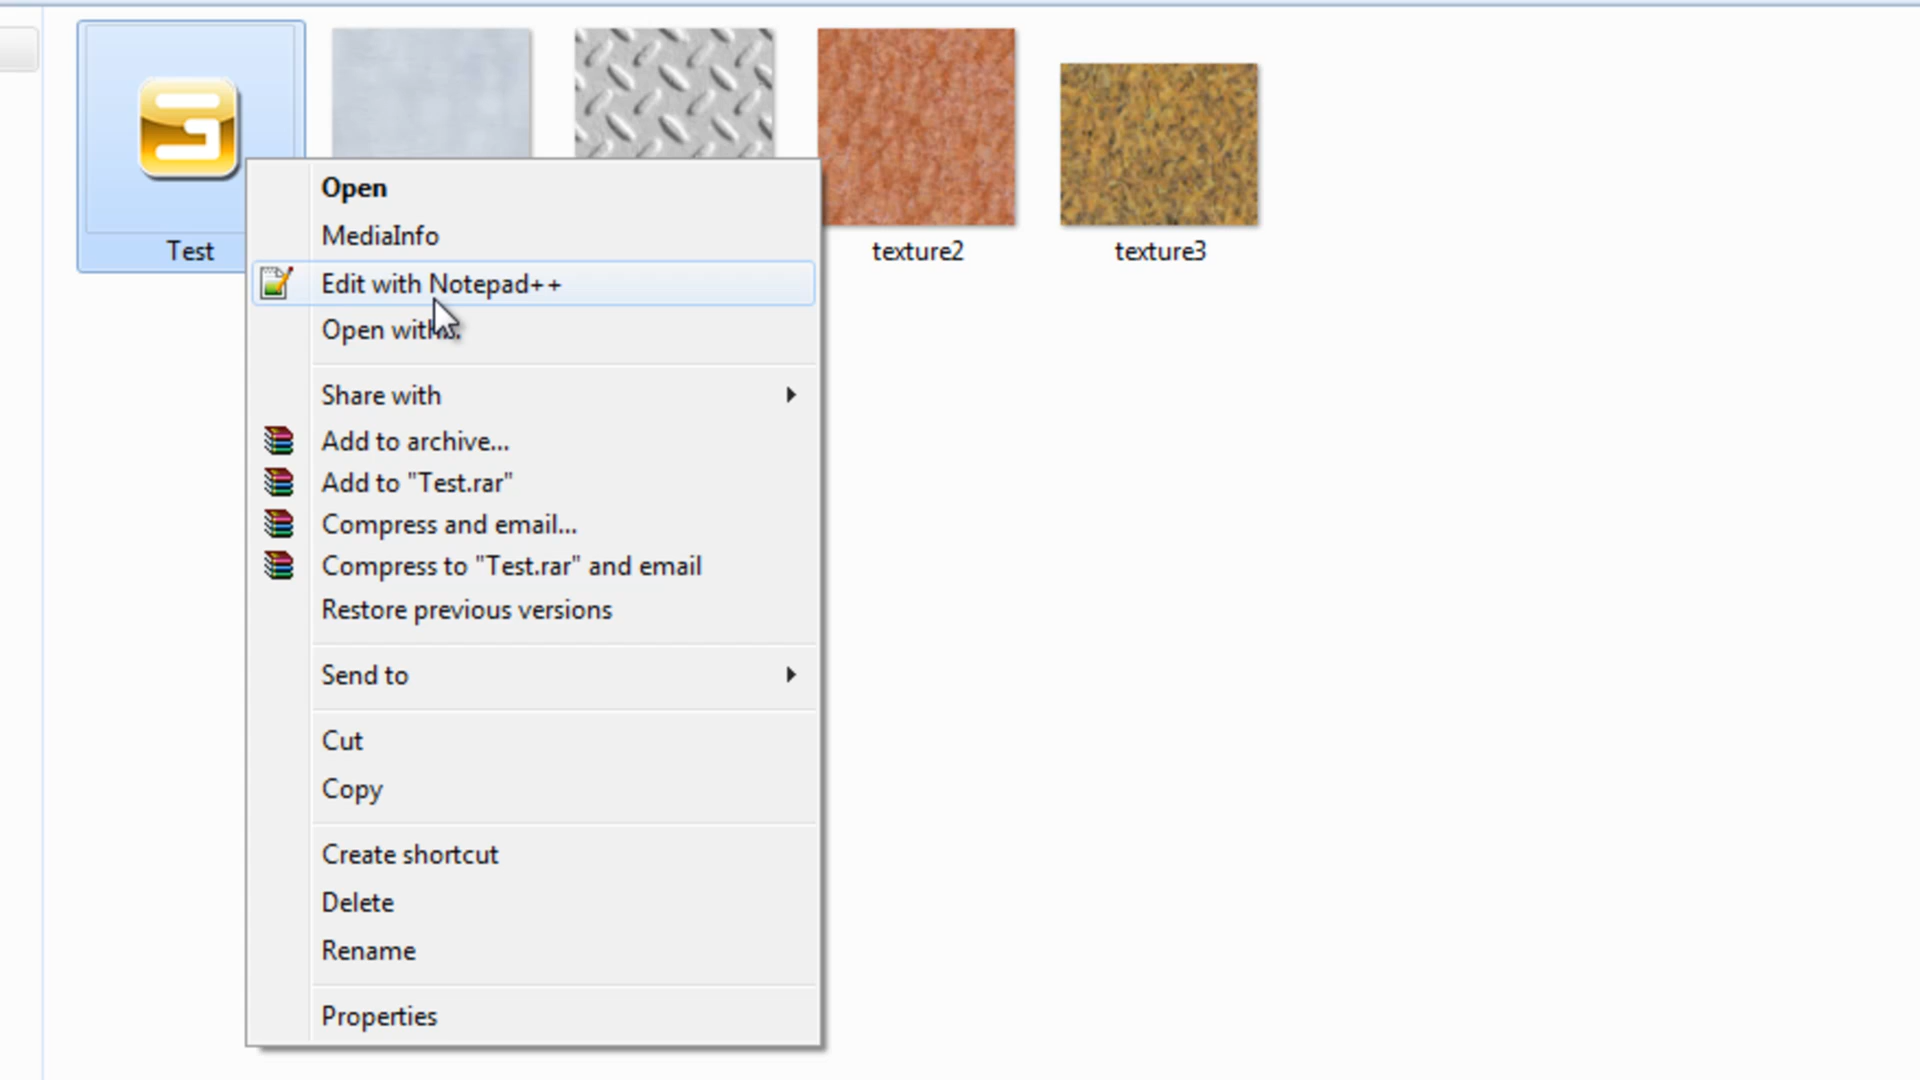 Test
texture2
texture3
Open
MediaInfo
Edit with Notepad++
Open with...
Share with
Add to archive...
Add to "Test.rar"
Compress and email...
Compress to "Test.rar" and email
Restore previous versions
Send to
Cut
Copy
Create shortcut
Delete
Rename
Properties